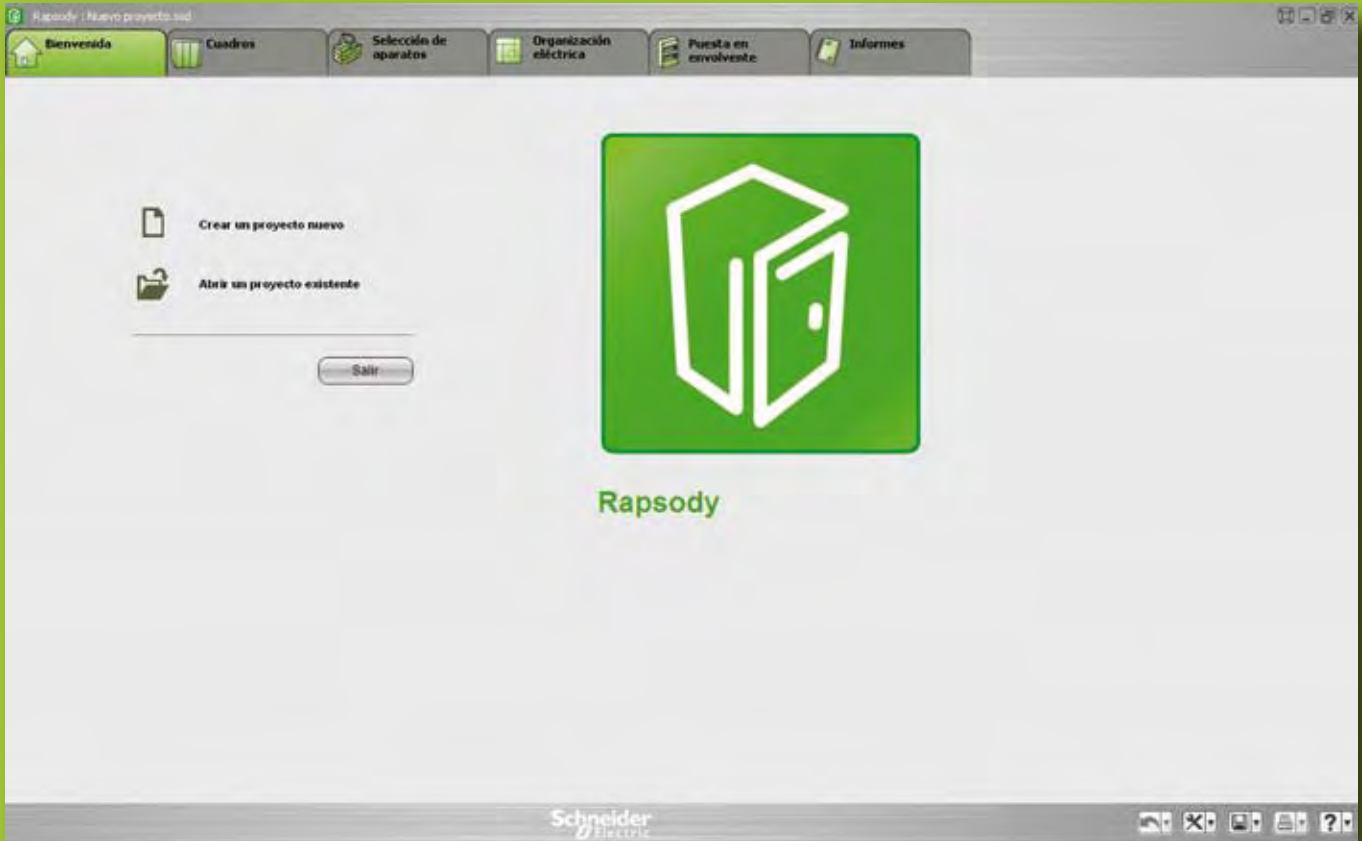 Rapsody : Nuevo proyecto.xsd
Bienvenida
Cuadros
Selección de
aparatos
Organización
eléctrica
Puesta en
envolvente
Informes
Crear un proyecto nuevo
Abrir un proyecto existente
Salir
Rapsody
Schneider
Electric
?